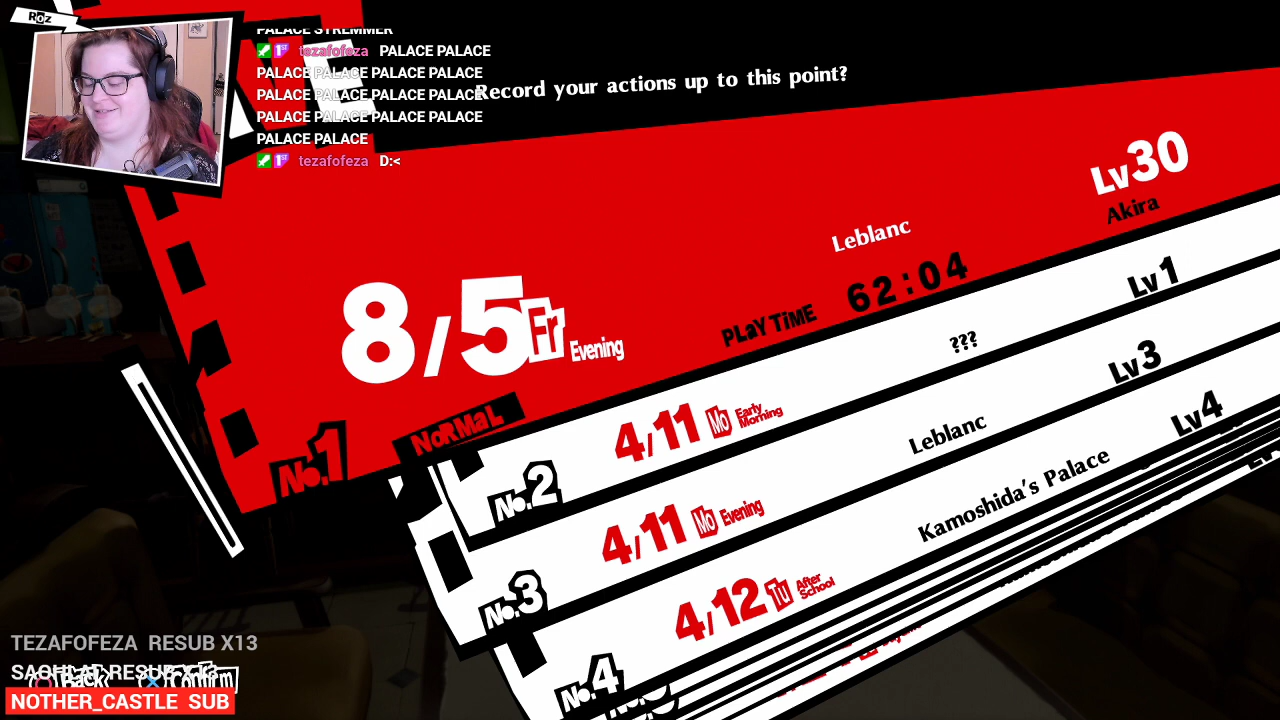 Roz
PALACE STREMMER
tezafofeza PALACE PALACE
PALACE PALACE PALACE PALACE
PALACE PALACE PALACE PALACE
PALACE PALACE PALACE PALACE
PALACE PALACE
tezafofeza D:<
Record your actions up to this point?
Lv30
Akira
Leblanc
8/5 Fr Evening
PLaY TiME 62:04
No.1 NoRMaL
Lv1
???
4/11 Mo Early Morning
No.2
Lv3
Leblanc
4/11 Mo Evening
No.3
Lv4
Kamoshida's Palace
4/12 Tu After School
No.4
TEZAFOFEZA RESUB X13
Back
Confirm
NOTHER_CASTLE SUB